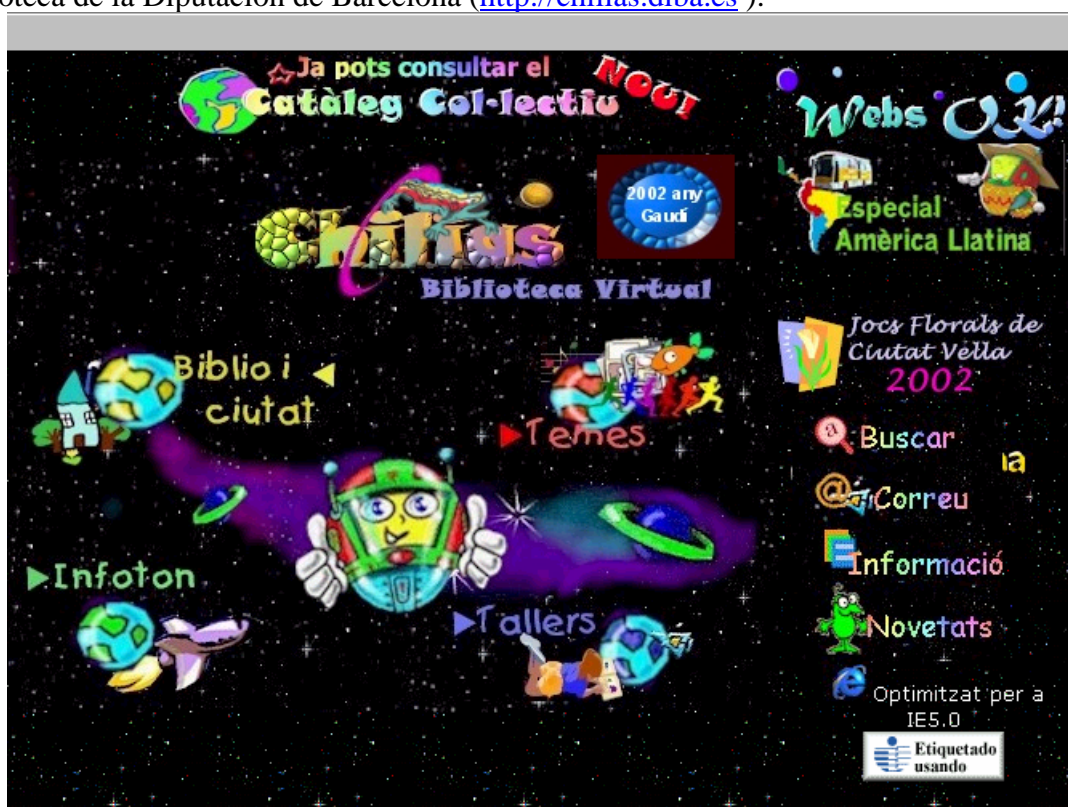 oteca de la Diputación de Barcelona (http://chilias.diba.es ).
Ja pots consultar el
Catàleg Col·lectiu
NOU!
Webs OK!
2002 any
Gaudí
Chilias
Biblioteca Virtual
Especial
Amèrica Llatina
Biblio i
ciutat
Temes
Jocs Florals de
Ciutat Vella
2002
Buscar
Correu
Informació
Novetats
Infoton
Tallers
Optimitzat per a
IE5.0
Etiquetado
usando